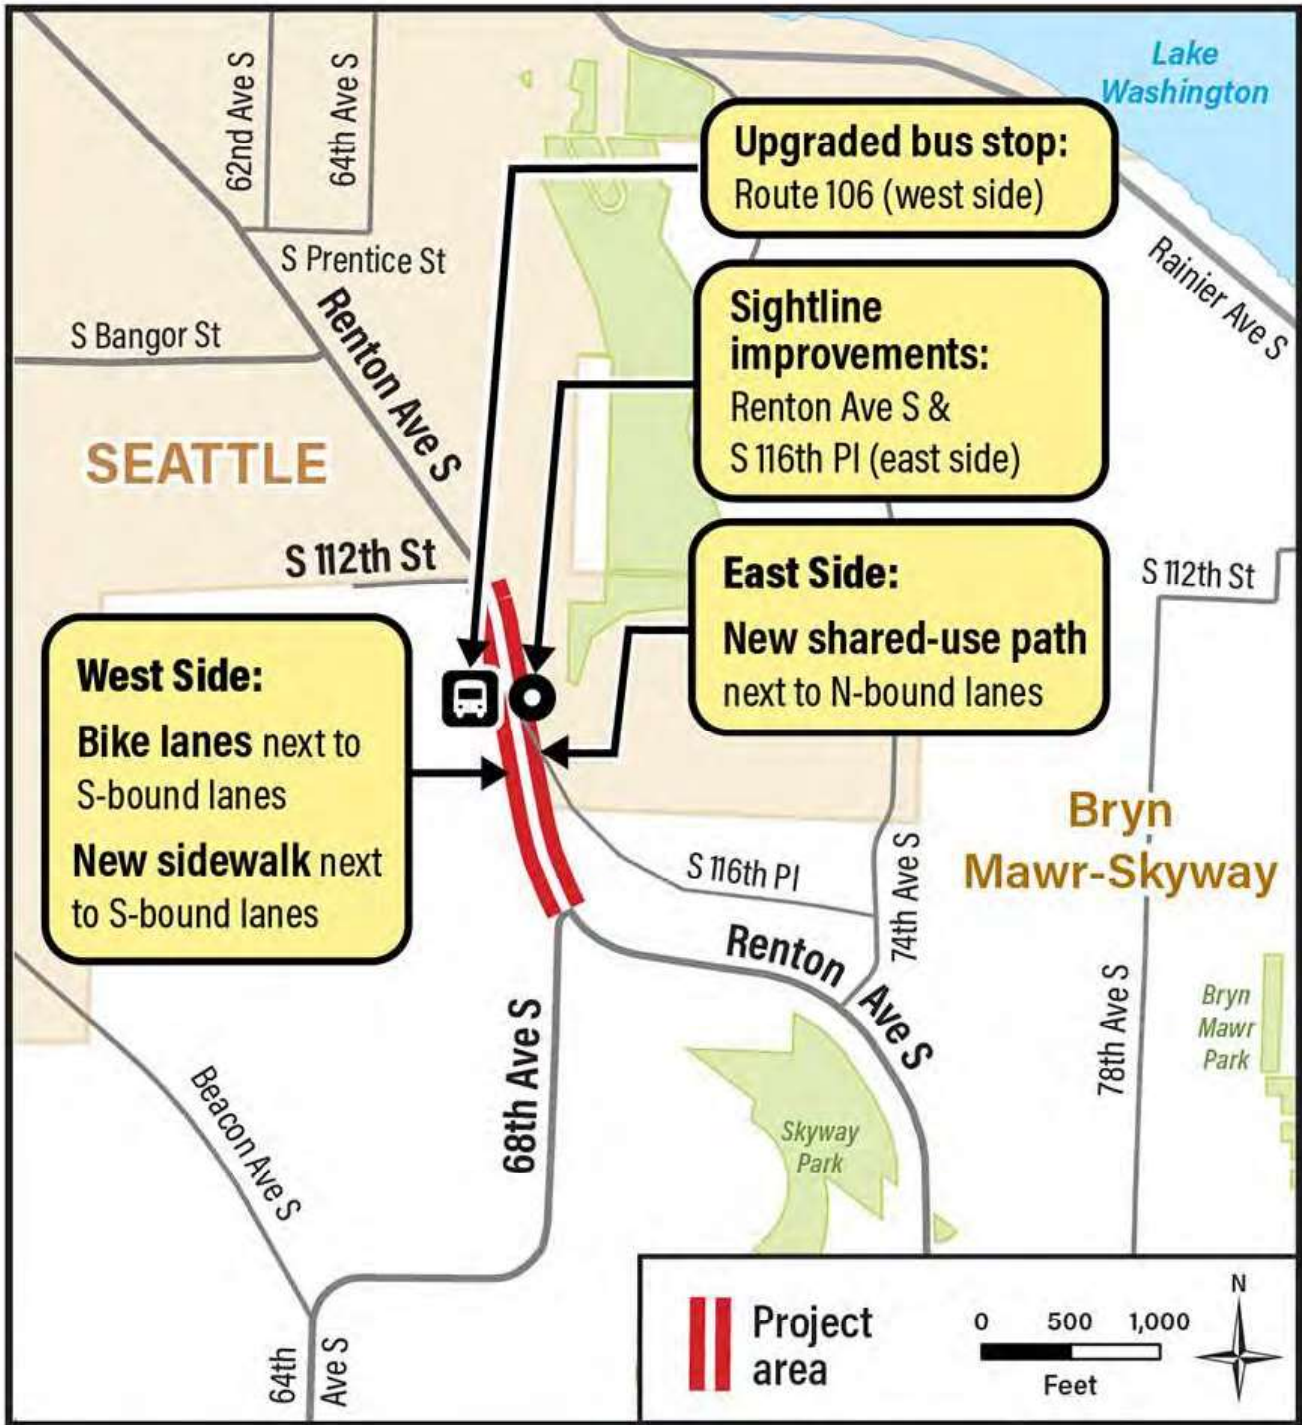 Lake
Washington
62nd Ave S
64th Ave S
Upgraded bus stop:
Route 106 (west side)
S Prentice St
Rainier Ave S
S Bangor St
Renton Ave S
Sightline
improvements:
Renton Ave S &
S 116th Pl (east side)
SEATTLE
S 112th St
East Side:
New shared-use path
next to N-bound lanes
S 112th St
West Side:
Bike lanes next to
S-bound lanes
New sidewalk next
to S-bound lanes
Bryn
Mawr-Skyway
S 116th Pl
74th Ave S
Renton Ave S
68th Ave S
78th Ave S
Bryn
Mawr
Park
Beacon Ave S
Skyway
Park
64th
Ave S
Project
area
0 500 1,000
Feet
N